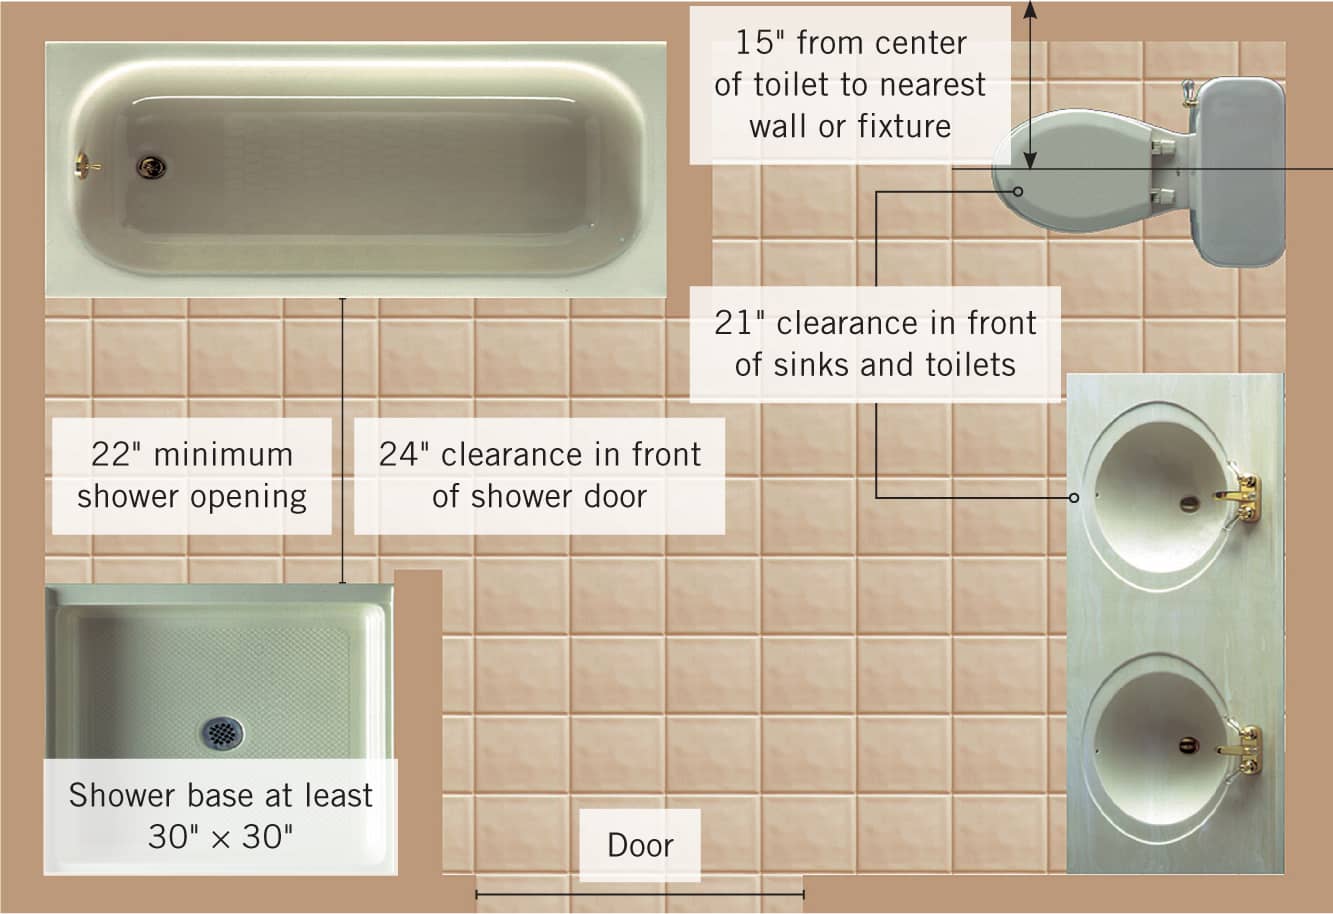 15" from center
of toilet to nearest
wall or fixture
21" clearance in front
of sinks and toilets
22" minimum
shower opening
24" clearance in front
of shower door
Shower base at least
30" × 30"
Door